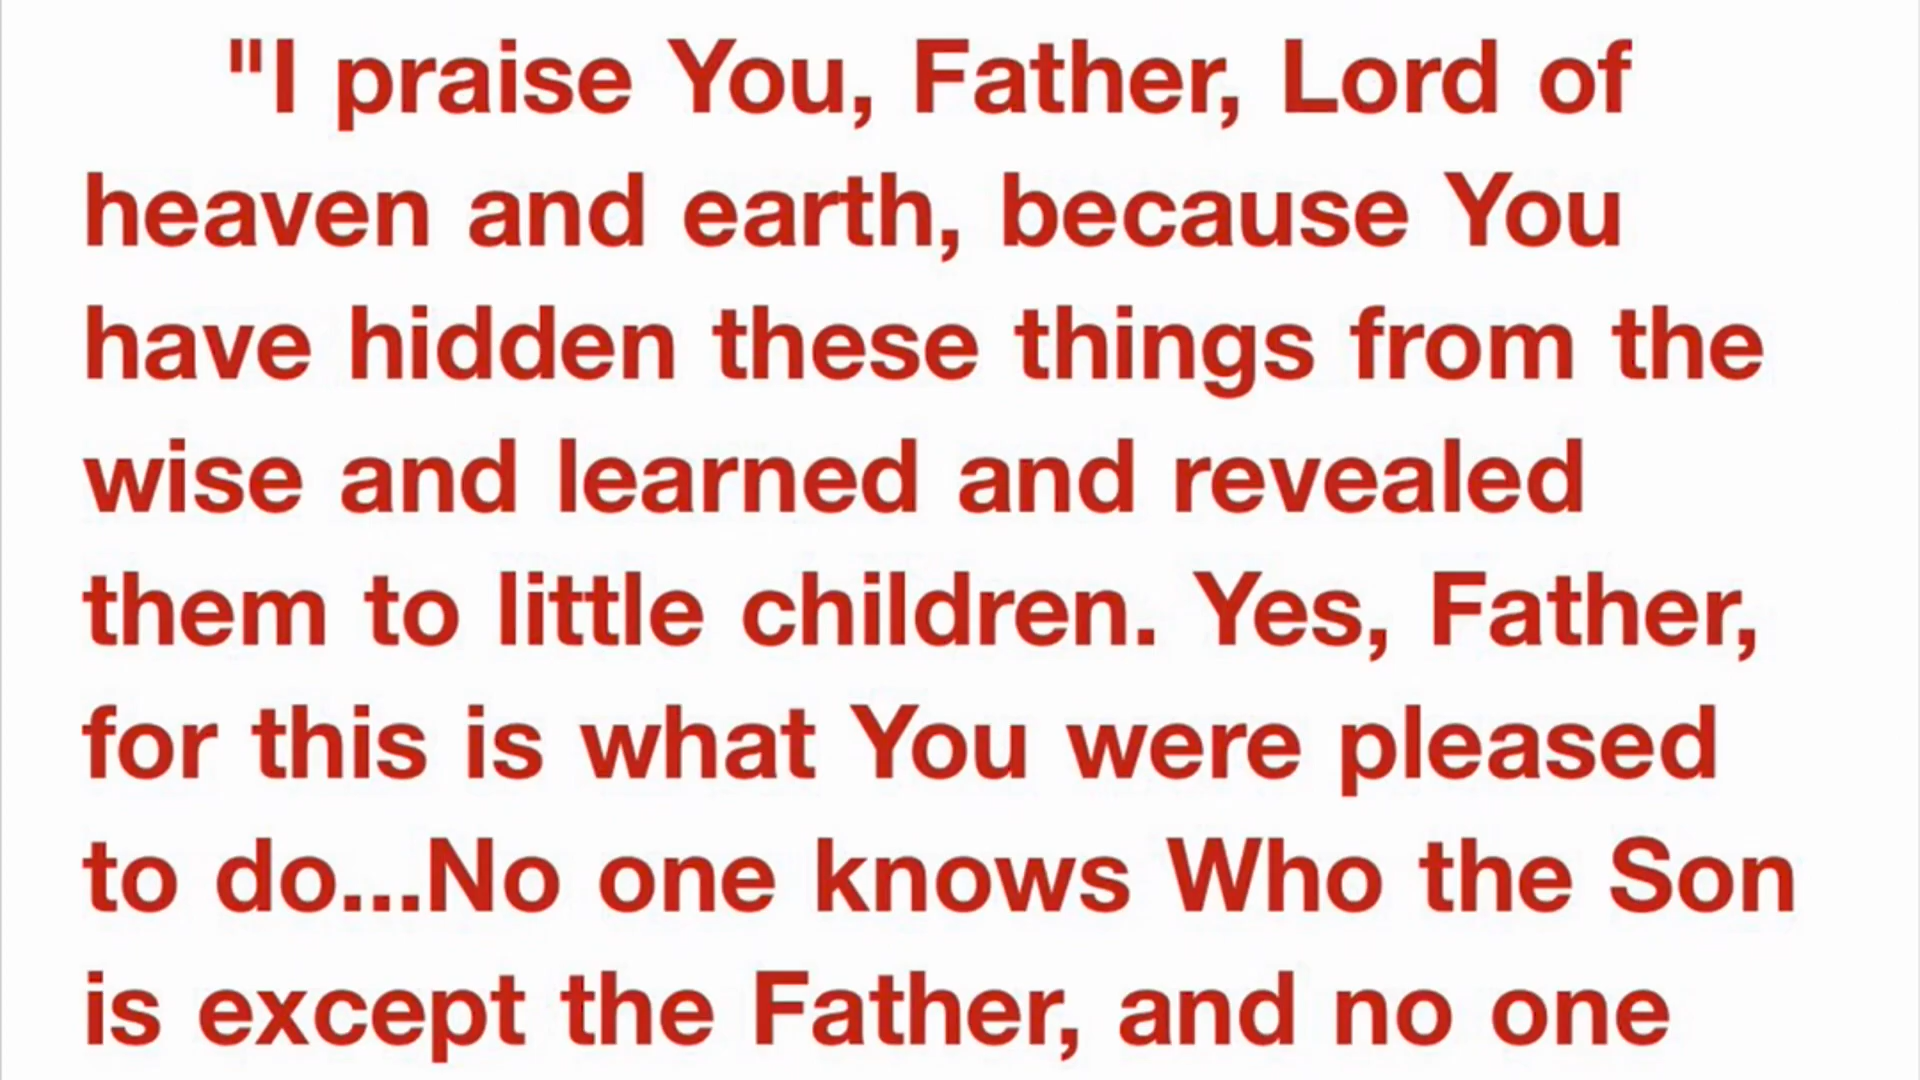 "I praise You, Father, Lord of
heaven and earth, because You
have hidden these things from the
wise and learned and revealed
them to little children. Yes, Father,
for this is what You were pleased
to do...No one knows Who the Son
is except the Father, and no one